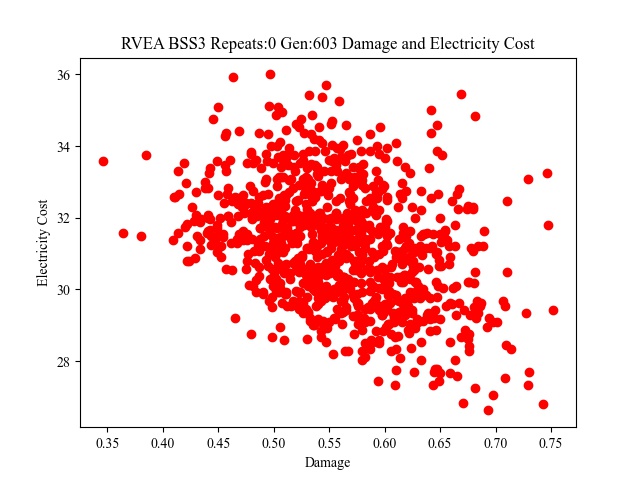 RVEA BSS3 Repeats:0 Gen:603 Damage and Electricity Cost
36
34
32
30
28
Electricity Cost
0.35 0.40 0.45 0.50 0.55 0.60 0.65 0.70 0.75
Damage